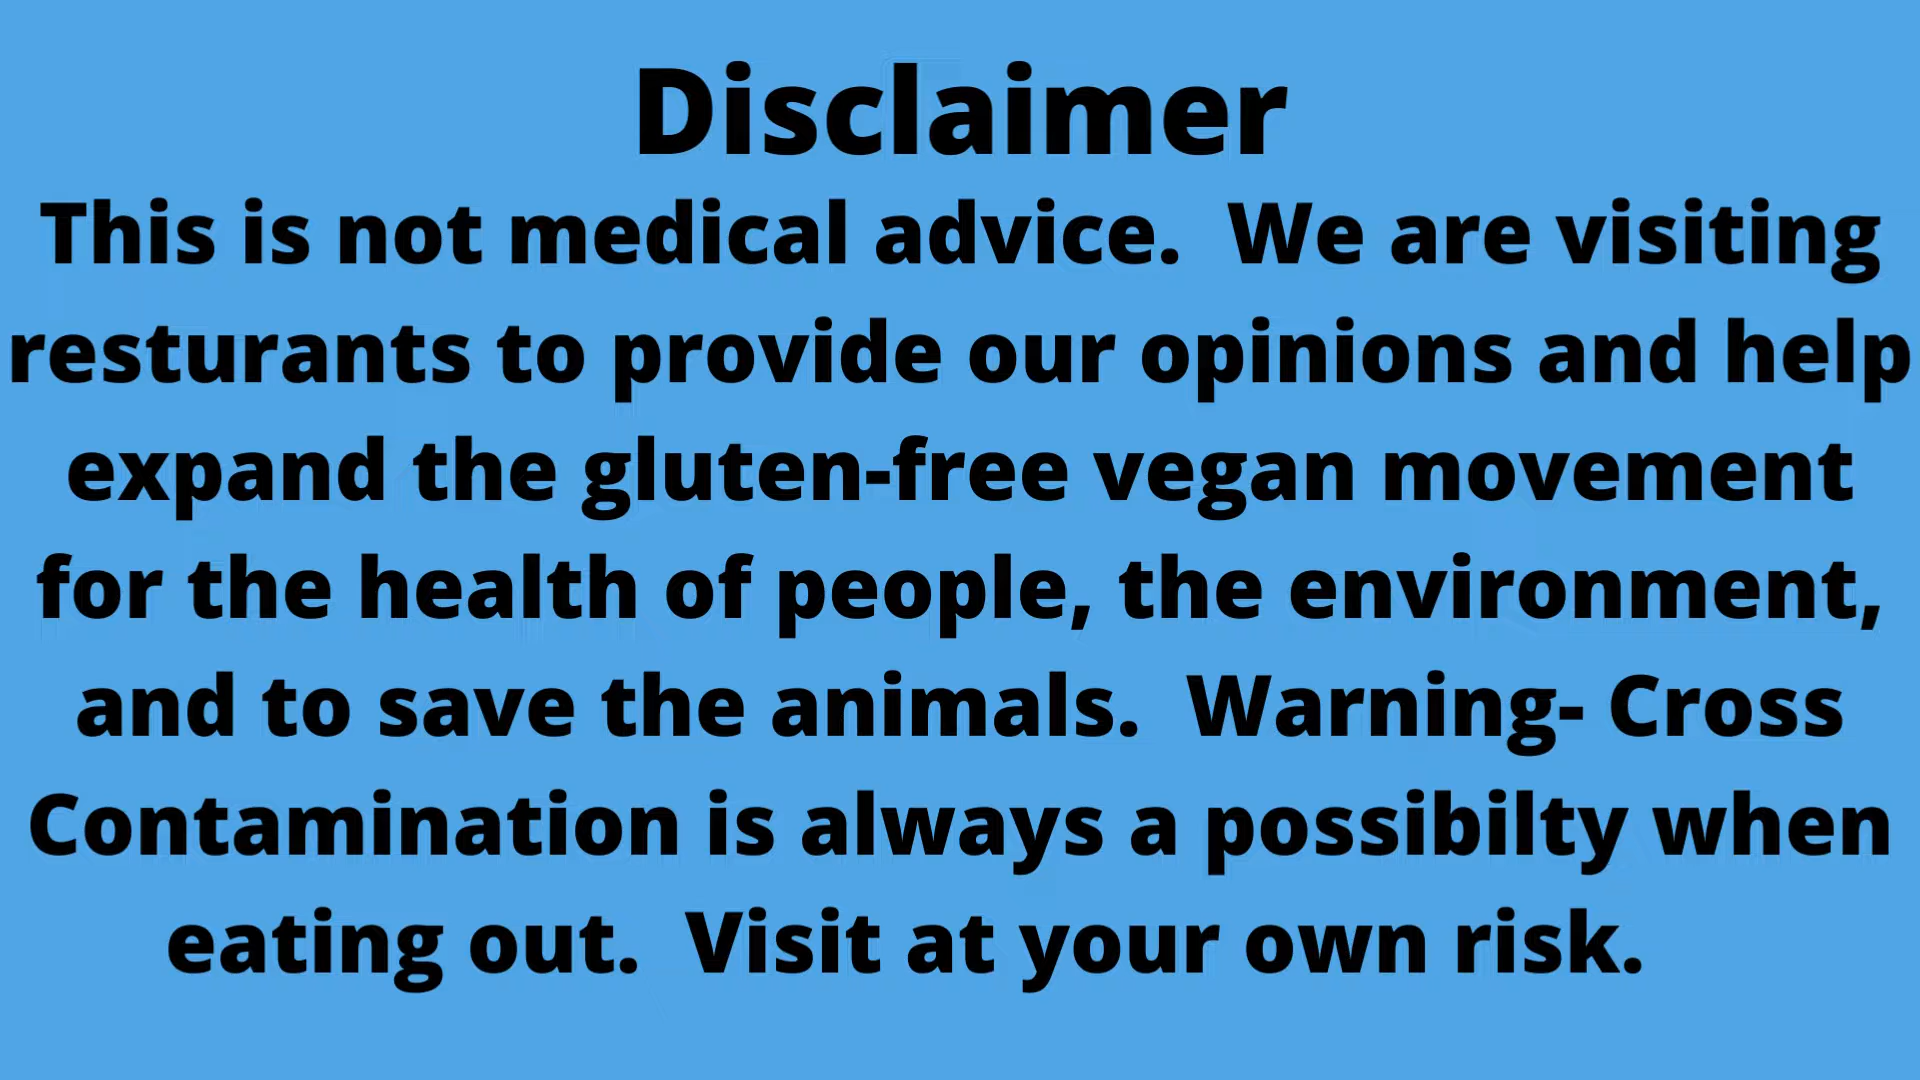 Disclaimer
This is not medical advice.  We are visiting
resturants to provide our opinions and help
expand the gluten-free vegan movement
for the health of people, the environment,
and to save the animals.  Warning- Cross
Contamination is always a possibilty when
eating out.  Visit at your own risk.